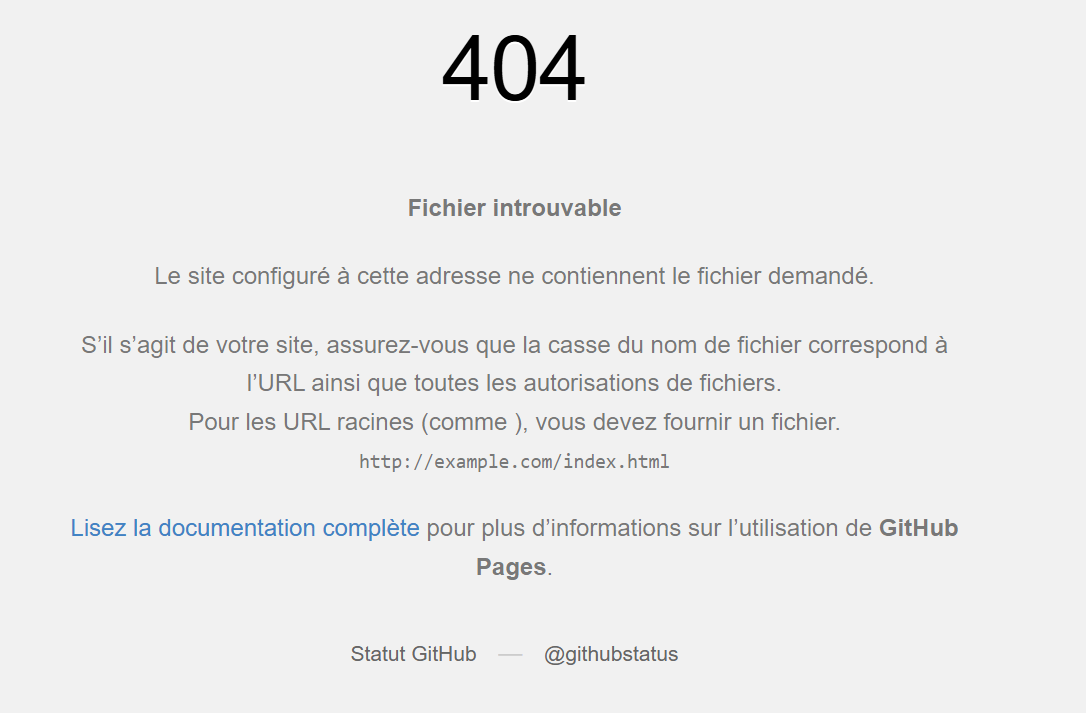 404
Fichier introuvable
Le site configuré à cette adresse ne contiennent le fichier demandé.
S’il s’agit de votre site, assurez-vous que la casse du nom de fichier correspond à
l’URL ainsi que toutes les autorisations de fichiers.
Pour les URL racines (comme ), vous devez fournir un fichier.
http://example.com/index.html
Lisez la documentation complète pour plus d’informations sur l’utilisation de GitHub
Pages.
Statut GitHub — @githubstatus